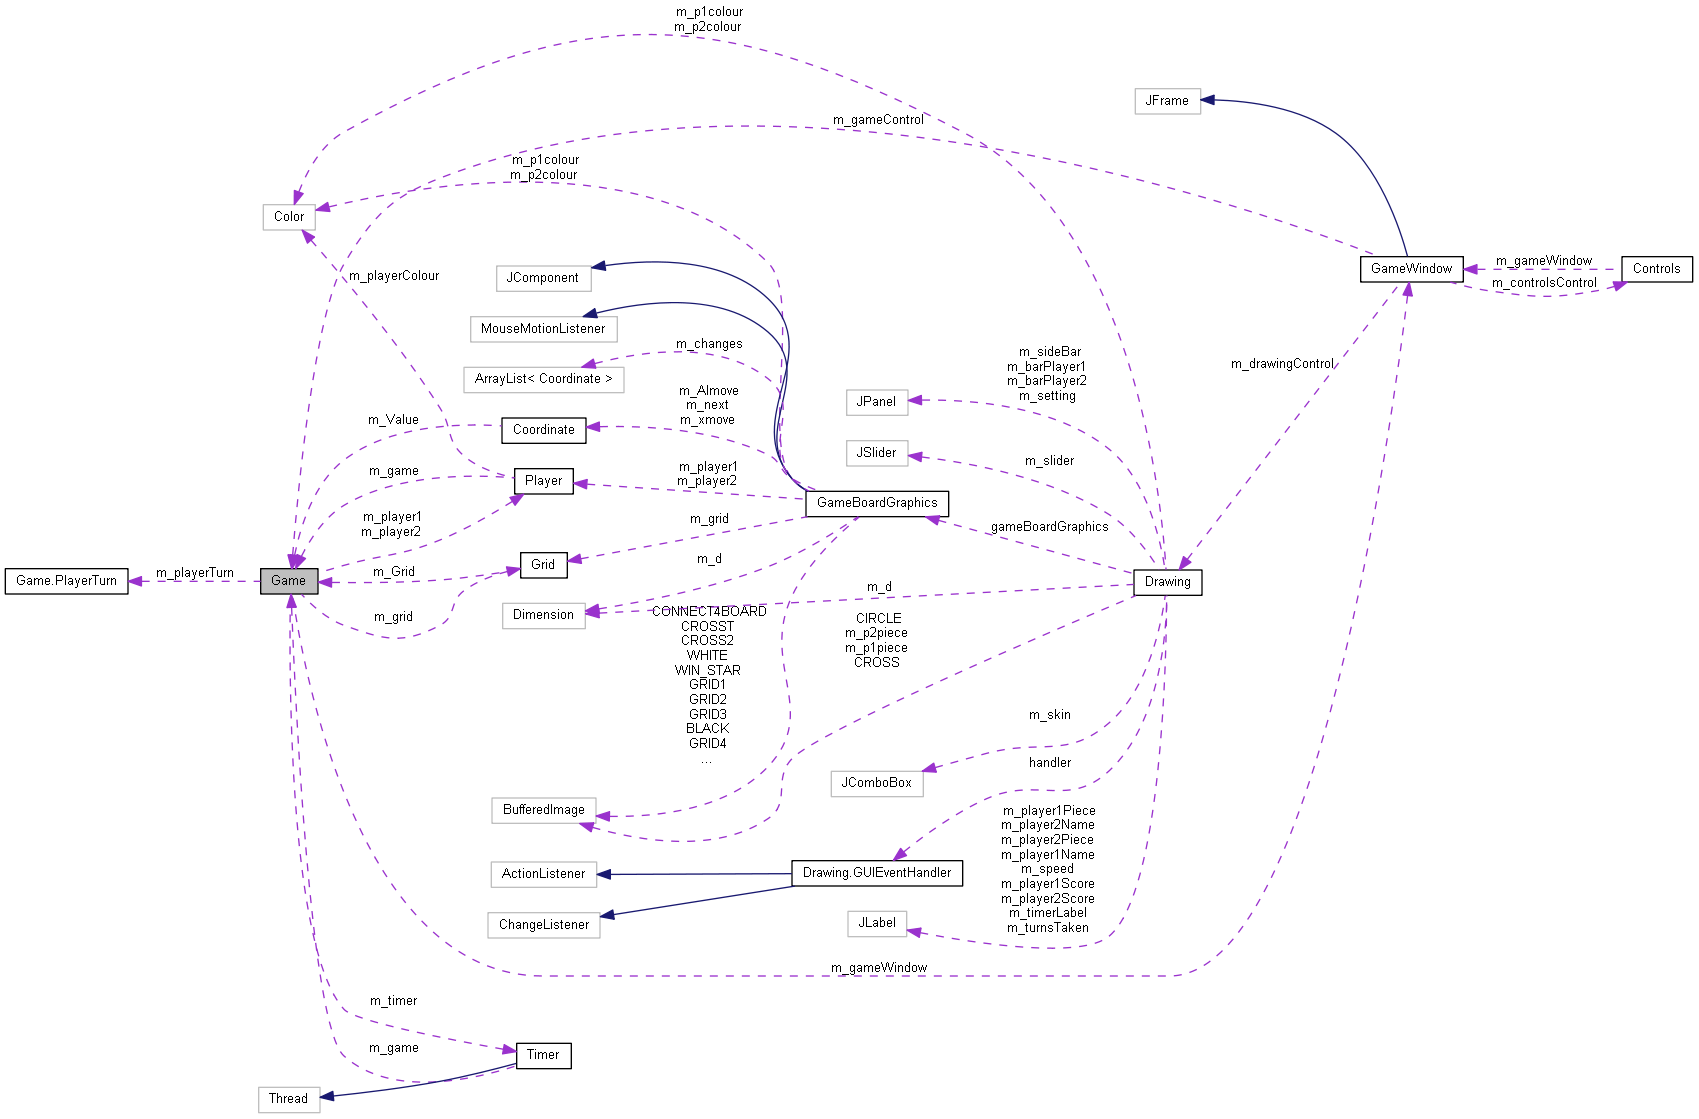 m_p1colour
m_p2colour
JFrame
m_gameControl
m_p1colour
m_p2colour
Color
m_playerColour
JComponent
GameWindow
m_gameWindow
m_controlsControl
Controls
MouseMotionListener
m_changes
ArrayList< Coordinate >
m_drawingControl
m_sideBar
m_barPlayer1
m_barPlayer2
m_setting
JPanel
m_AImove
m_next
m_xmove
m_Value
Coordinate
JSlider
m_slider
m_game
Player
m_player1
m_player2
GameBoardGraphics
m_player1
m_player2
m_grid
gameBoardGraphics
Game.PlayerTurn
m_playerTurn
Game
m_Grid
Grid
m_d
Drawing
m_d
m_grid
Dimension
CONNECT4BOARD
CROSST
CROSS2
WHITE
WIN_STAR
GRID1
GRID2
GRID3
BLACK
GRID4
...
CIRCLE
m_p2piece
m_p1piece
CROSS
m_skin
handler
JComboBox
BufferedImage
m_player1Piece
m_player2Name
m_player2Piece
m_player1Name
m_speed
m_player1Score
m_player2Score
m_timerLabel
m_turnsTaken
ActionListener
Drawing.GUIEventHandler
ChangeListener
JLabel
m_gameWindow
m_timer
m_game
Timer
Thread